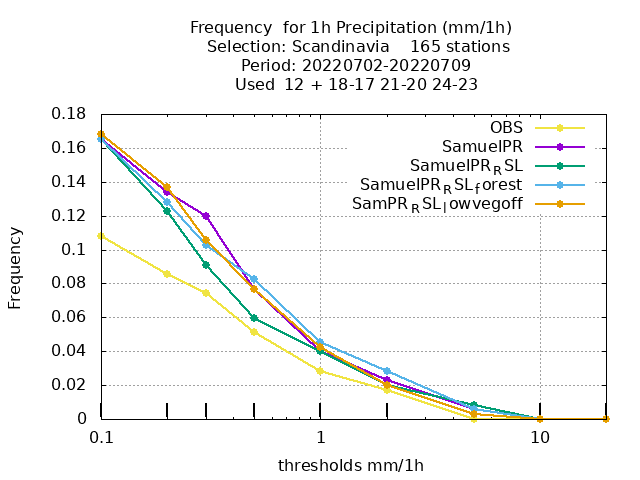 Frequency  for 1h Precipitation (mm/1h)
Selection: Scandinavia    165 stations
Period: 20220702-20220709
Used  12 + 18-17 21-20 24-23
OBS
SamuelPR
SamuelPR_RSL
SamuelPR_RSL_forest
SamPR_RSL_lowvegoff
Frequency
0.18
0.16
0.14
0.12
0.1
0.08
0.06
0.04
0.02
0
0.1 1 10
thresholds mm/1h